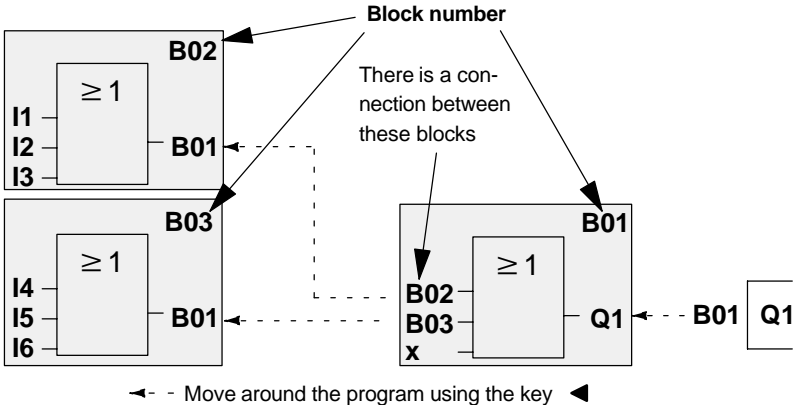 Block number
B02
There is a con-
nection between
these blocks
≥ 1
I1
I2
I3
B01
B03
≥ 1
I4
I5
I6
B01
B01
≥ 1
B02
B03
x
Q1
B01
Q1
Move around the program using the key ◄